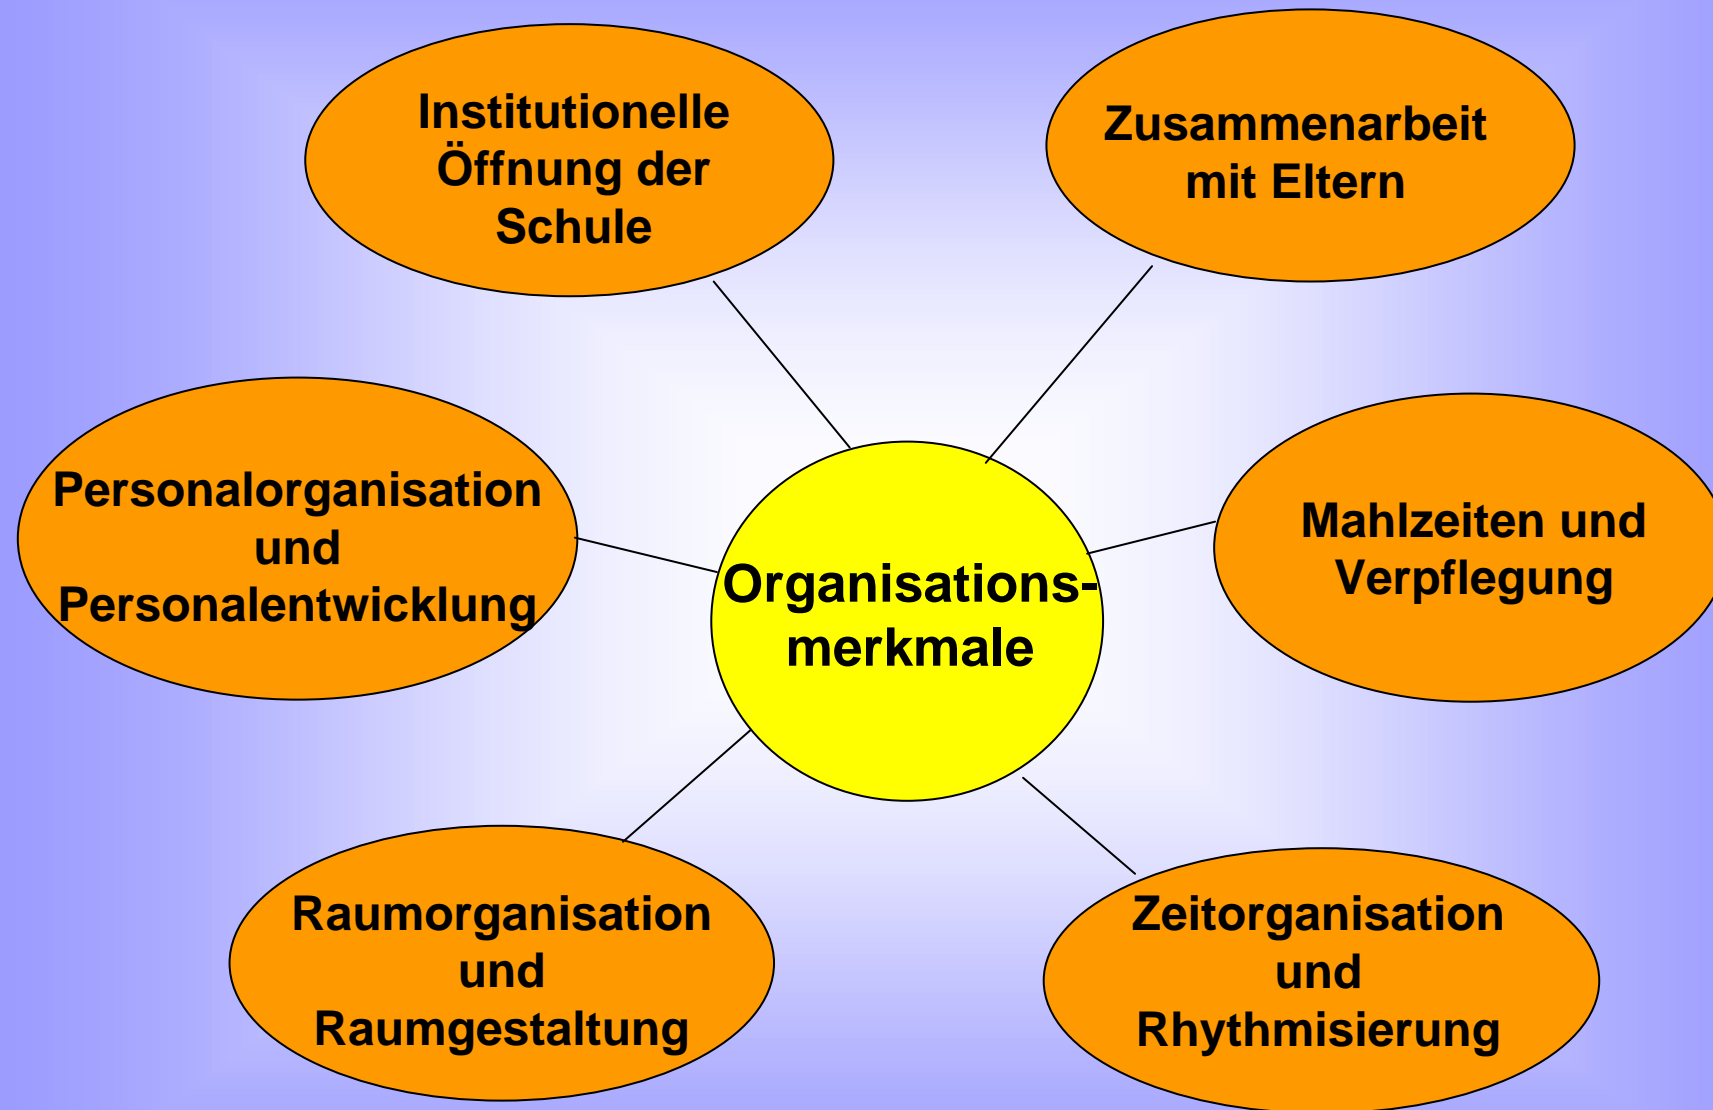 Institutionelle
Öffnung der
Schule
Zusammenarbeit
mit Eltern
Personalorganisation
und
Personalentwicklung
Organisations-
merkmale
Mahlzeiten und
Verpflegung
Raumorganisation
und
Raumgestaltung
Zeitorganisation
und
Rhythmisierung